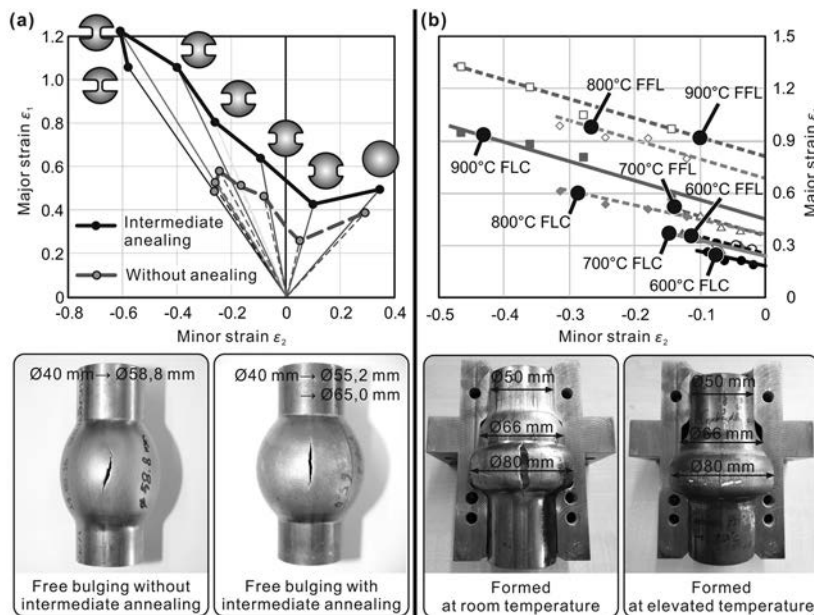 (a)
1.2
1.0
0.8
0.6
0.4
0.2
0
Major strain ε1
Intermediate
anealing
Without anealing
-0.8 -0.6 -0.4 -0.2 0 0.2 0.4
Minor strain ε2
(b)
1.5
1.2
0.9
0.6
0.3
0
800°C FFL
900°C FFL
900°C FLC
700°C FFL
600°C FFL
800°C FLC
700°C FLC
600°C FLC
-0.5 -0.4 -0.3 -0.2 -0.1 0
Minor strain ε2
Major strain
Ø40 mm → Ø58,8 mm
Free bulging without
intermediate annealing
Ø40 mm → Ø55,2 mm
→ Ø65,0 mm
Free bulging with
intermediate annealing
Ø50 mm
Ø66 mm
Ø80 mm
Formed
at room temperature
Ø50 mm
Ø66 mm
Ø80 mm
Formed
at elevated temperature